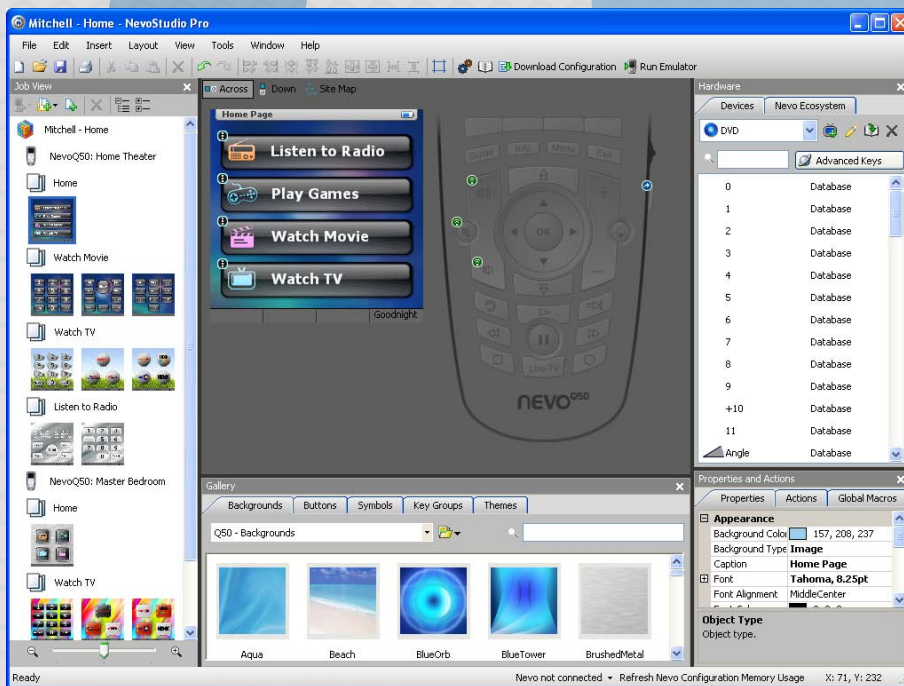 Mitchell - Home - NevoStudio Pro
File Edit Insert Layout View Tools Window Help
Download Configuration Run Emulator
Job View
Mitchell - Home
NevoQ50: Home Theater
Home
Watch Movie
Watch TV
Listen to Radio
NevoQ50: Master Bedroom
Home
Watch TV
Across Down Site Map
Home Page
Listen to Radio
Play Games
Watch Movie
Watch TV
Goodnight
Guide Info Menu Exit
OK
Live TV
NEVO Q50
Gallery
Backgrounds Buttons Symbols Key Groups Themes
Q50 - Backgrounds
Aqua Beach BlueOrb BlueTower BrushedMetal
Hardware
Devices Nevo Ecosystem
DVD
Advanced Keys
0 Database
1 Database
2 Database
3 Database
4 Database
5 Database
6 Database
7 Database
8 Database
9 Database
+10 Database
11 Database
Angle Database
Properties and Actions
Properties Actions Global Macros
Appearance
Background Color 157, 208, 237
Background Type Image
Caption Home Page
Font Tahoma, 8.25pt
Font Alignment MiddleCenter
Object Type
Object type.
Ready
Nevo not connected Refresh Nevo Configuration Memory Usage X: 71, Y: 232